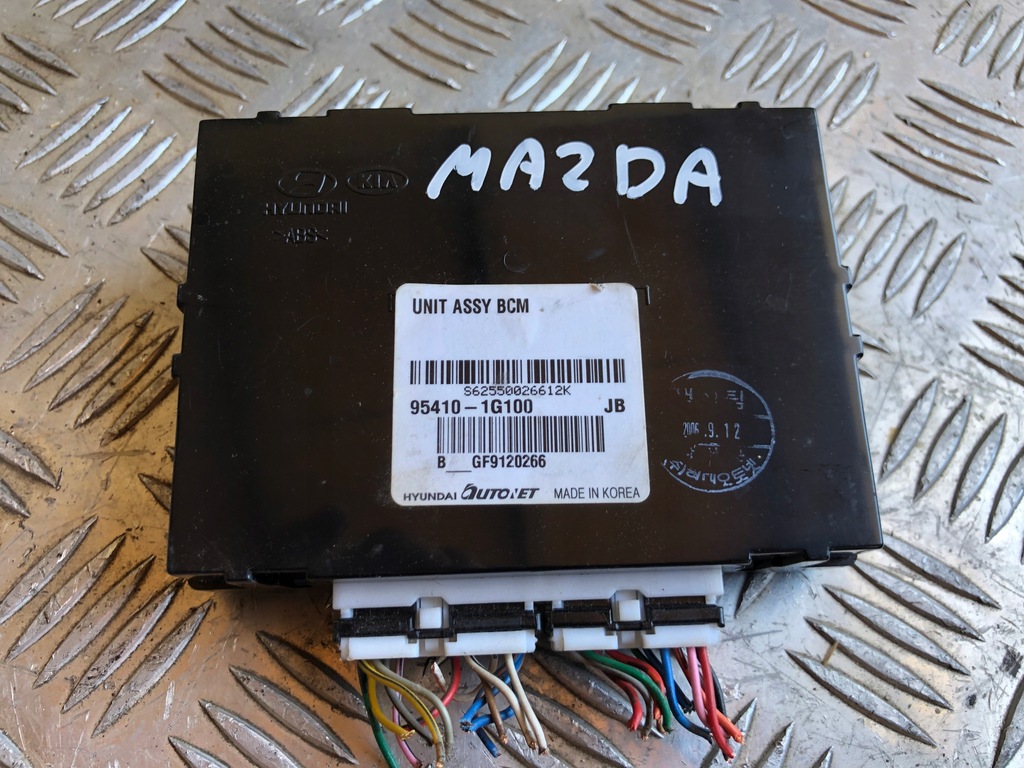 MAZDA
KIA
HYUNDAI
>ABS<
UNIT ASSY BCM
S62550026612K
95410-1G100 JB
B__GF9120266
HYUNDAI AUTONET MADE IN KOREA
2006.9.12